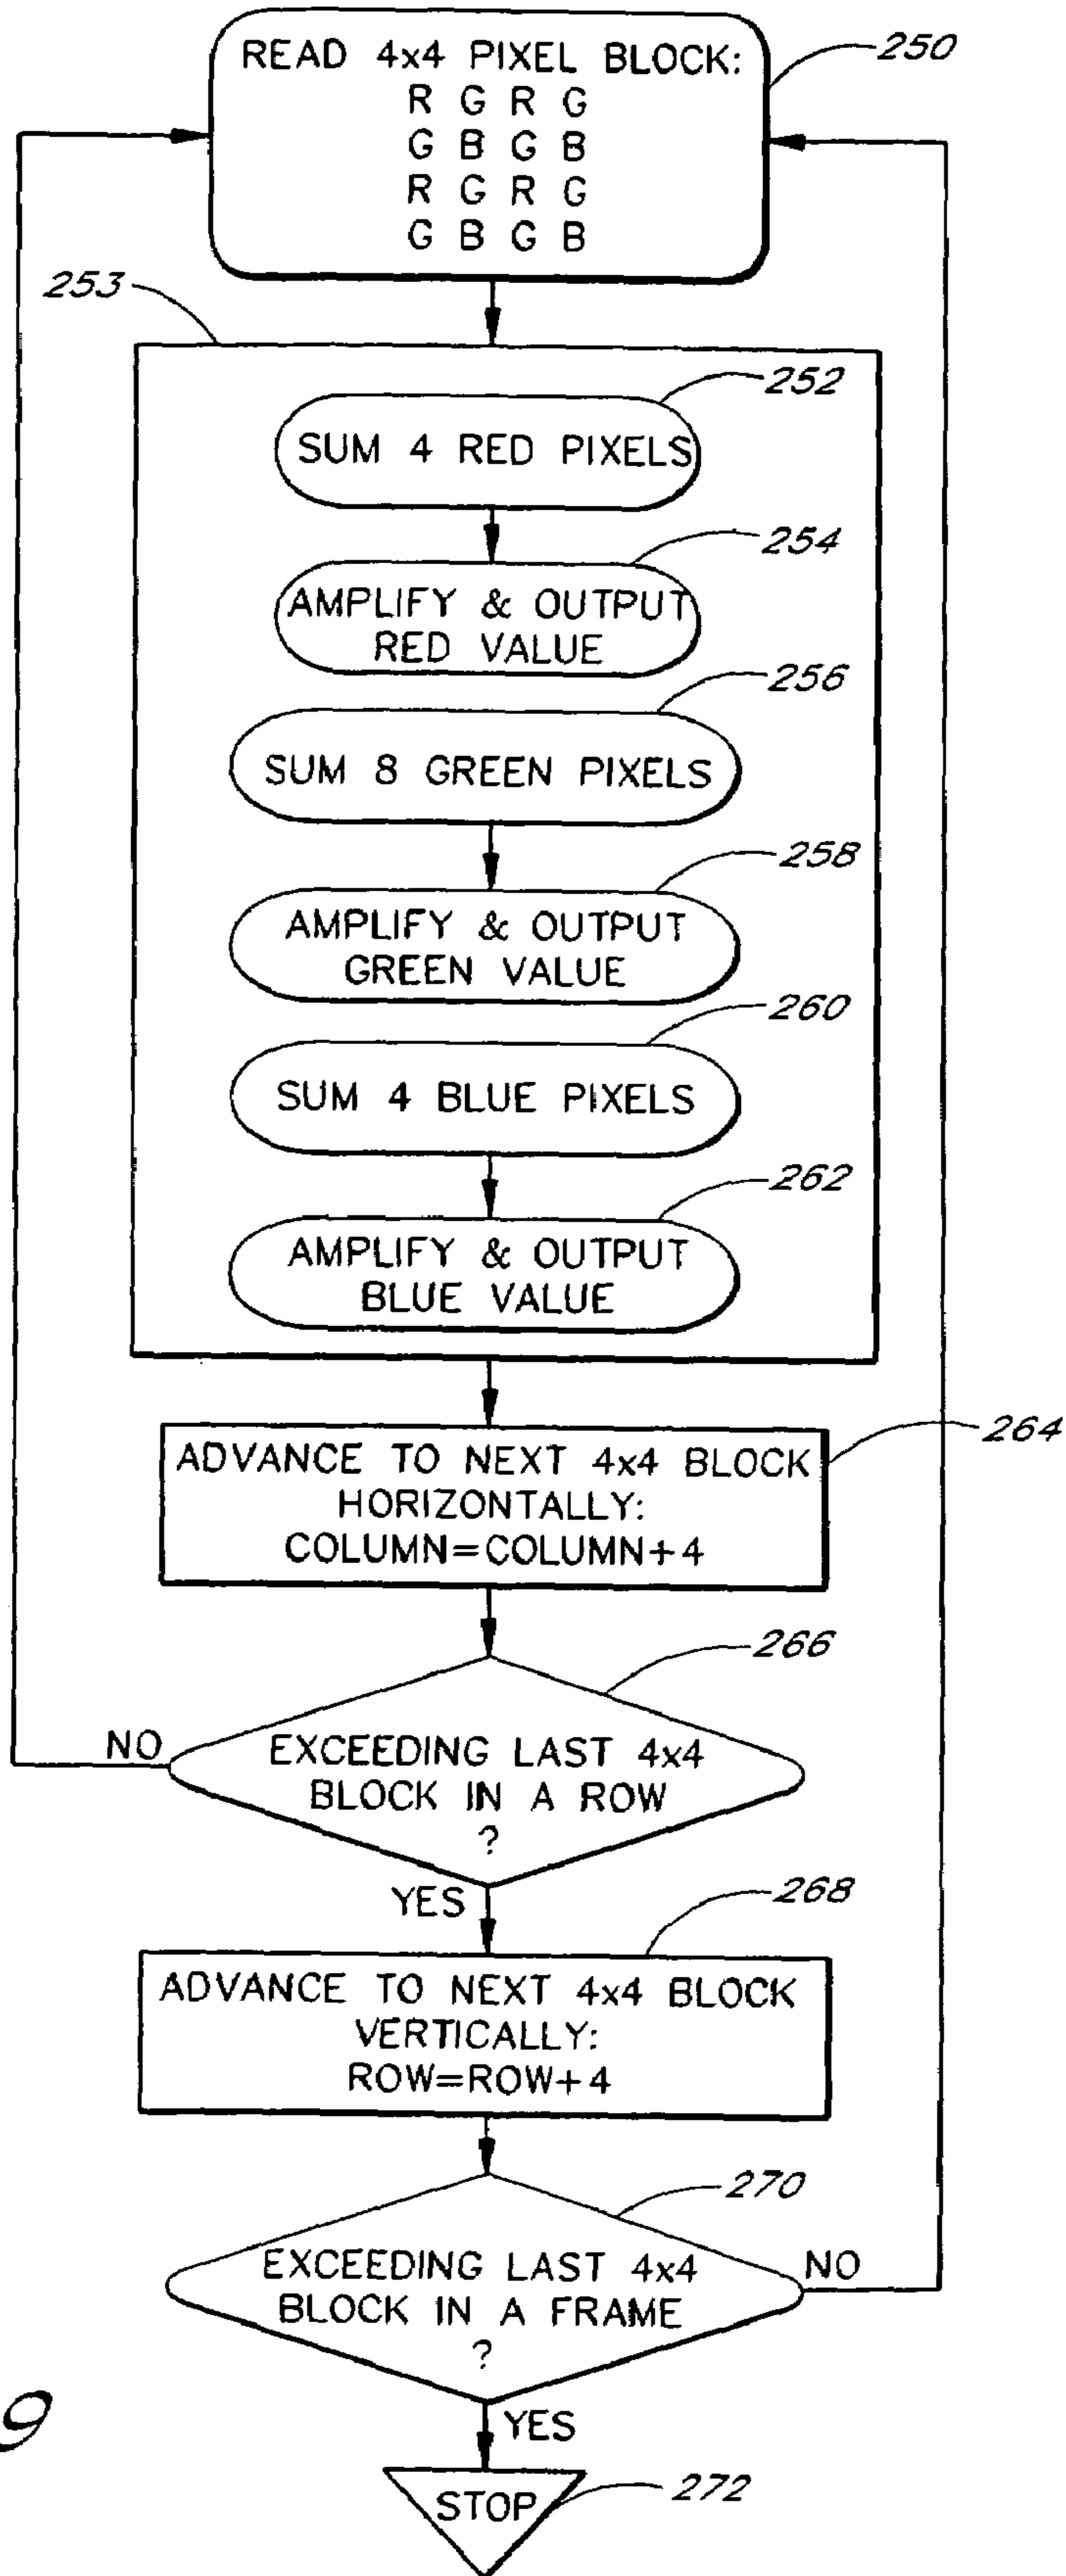 READ 4x4 PIXEL BLOCK:
250
R G R G
G B G B
R G R G
G B G B
253
252
SUM 4 RED PIXELS
254
AMPLIFY & OUTPUT
RED VALUE
256
SUM 8 GREEN PIXELS
258
AMPLIFY & OUTPUT
GREEN VALUE
260
SUM 4 BLUE PIXELS
262
AMPLIFY & OUTPUT
BLUE VALUE
264
ADVANCE TO NEXT 4x4 BLOCK
HORIZONTALLY:
COLUMN=COLUMN+4
266
NO
EXCEEDING LAST 4x4
BLOCK IN A ROW
?
YES
268
ADVANCE TO NEXT 4x4 BLOCK
VERTICALLY:
ROW=ROW+4
270
EXCEEDING LAST 4x4
NO
BLOCK IN A FRAME
?
9
YES
STOP
272